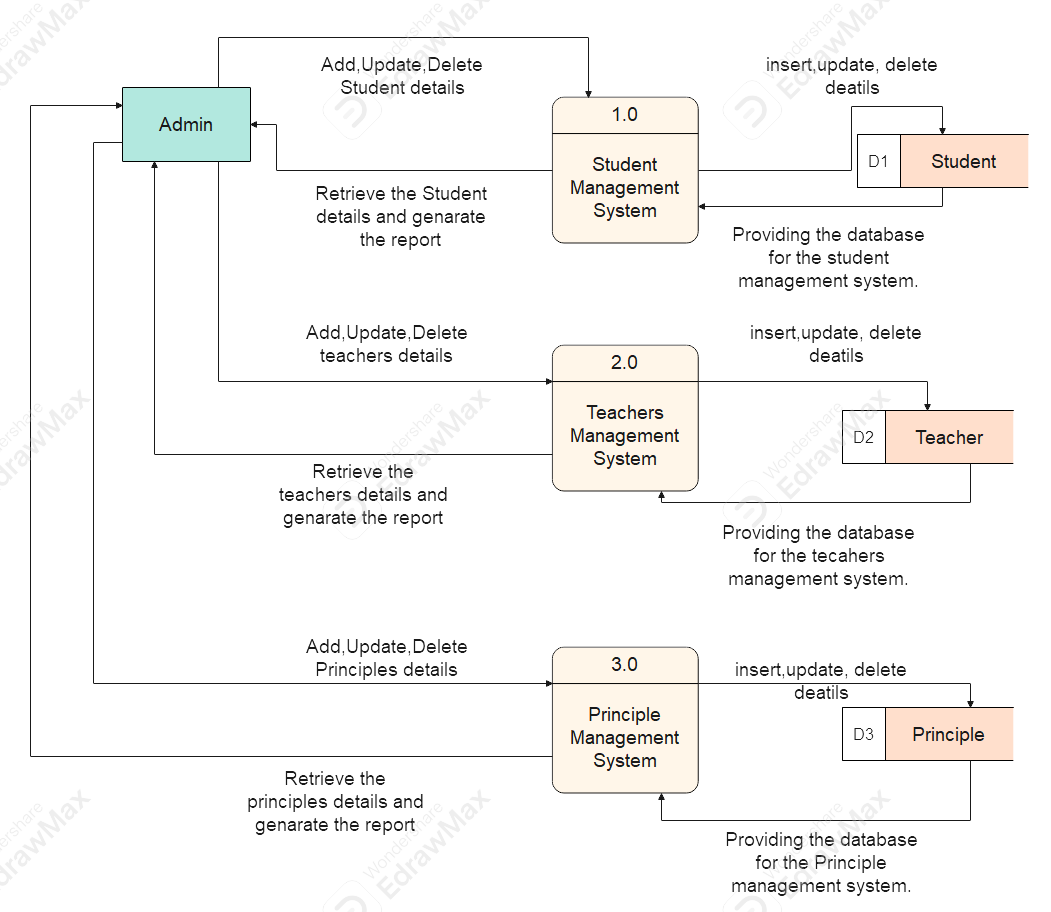 Add,Update,Delete
Student details
insert,update, delete
deatils
Admin
1.0
Student
Management
System
D1
Student
Retrieve the Student
details and genarate
the report
Providing the database
for the student
management system.
Add,Update,Delete
teachers details
insert,update, delete
deatils
2.0
Teachers
Management
System
D2
Teacher
Retrieve the
teachers details and
genarate the report
Providing the database
for the tecahers
management system.
Add,Update,Delete
Principles details
insert,update, delete
deatils
3.0
Principle
Management
System
D3
Principle
Retrieve the
principles details and
genarate the report
Providing the database
for the Principle
management system.
Wondershare
EdrawMax